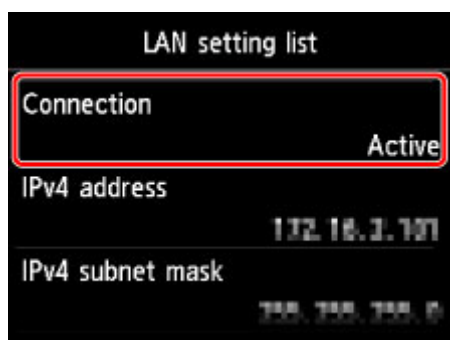 LAN setting list
Connection
Active
IPv4 address
IPv4 subnet mask